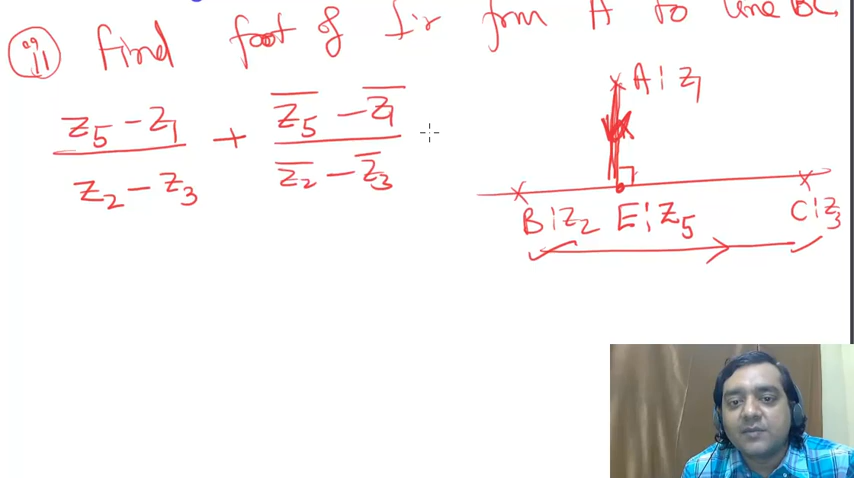 ii find foot of Lir from A to line BC.
z5 − z1 / z2 − z3 + z̅5 − z̅1 / z̅2 − z̅3
A | z1
B | z2 E | z5 C | z3